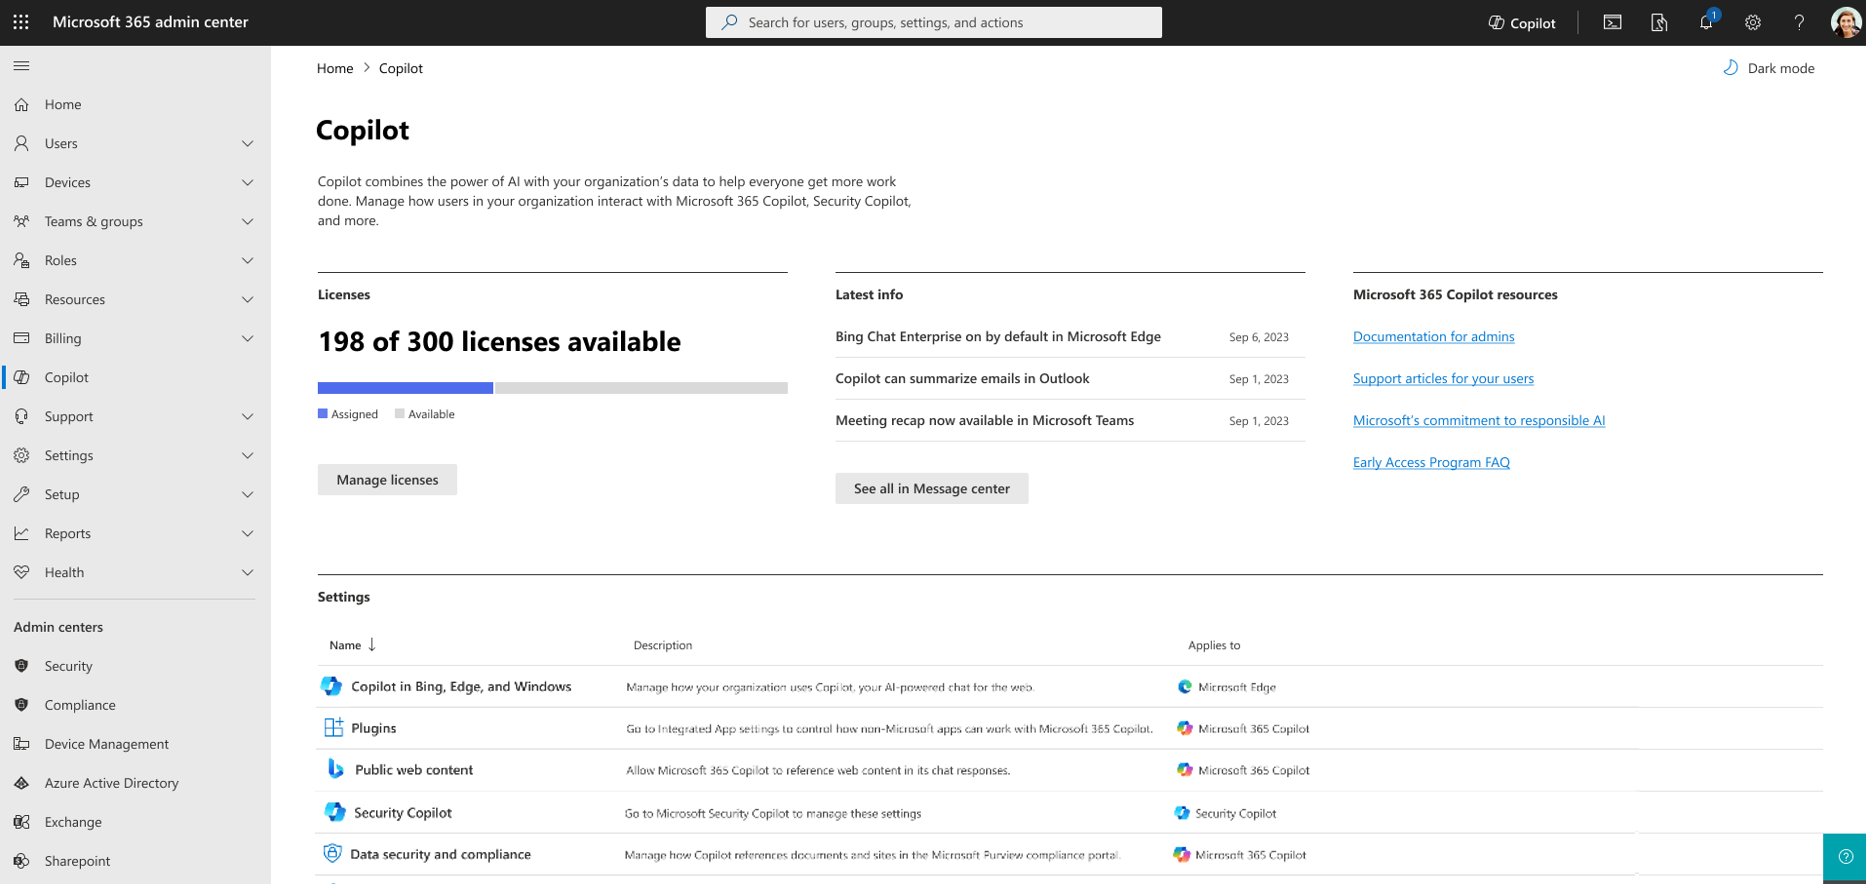 Microsoft 365 admin center
Search for users, groups, settings, and actions
Copilot
1
?
Home > Copilot
Dark mode
Home
Users
Devices
Teams & groups
Roles
Resources
Billing
Copilot
Support
Settings
Setup
Reports
Health
Admin centers
Security
Compliance
Device Management
Azure Active Directory
Exchange
Sharepoint
Copilot
Copilot combines the power of AI with your organization's data to help everyone get more work
done. Manage how users in your organization interact with Microsoft 365 Copilot, Security Copilot,
and more.
Licenses
198 of 300 licenses available
Assigned Available
Manage licenses
Latest info
Bing Chat Enterprise on by default in Microsoft Edge Sep 6, 2023
Copilot can summarize emails in Outlook Sep 1, 2023
Meeting recap now available in Microsoft Teams Sep 1, 2023
See all in Message center
Microsoft 365 Copilot resources
Documentation for admins
Support articles for your users
Microsoft's commitment to responsible AI
Early Access Program FAQ
Settings
Name ↓ Description Applies to
Copilot in Bing, Edge, and Windows Manage how your organization uses Copilot, your AI-powered chat for the web. Microsoft Edge
Plugins Go to Integrated App settings to control how non-Microsoft apps can work with Microsoft 365 Copilot. Microsoft 365 Copilot
Public web content Allow Microsoft 365 Copilot to reference web content in its chat responses. Microsoft 365 Copilot
Security Copilot Go to Microsoft Security Copilot to manage these settings Security Copilot
Data security and compliance Manage how Copilot references documents and sites in the Microsoft Purview compliance portal. Microsoft 365 Copilot